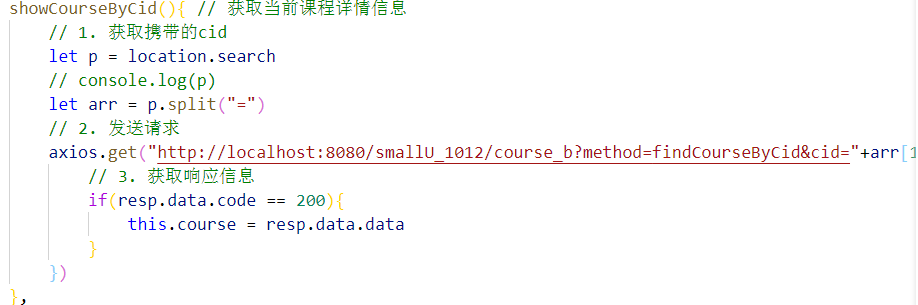 showCourseByCid(){ // 获取当前课程详情信息
// 1. 获取携带的cid
let p = location.search
// console.log(p)
let arr = p.split("=")
// 2. 发送请求
axios.get("http://localhost:8080/smallU_1012/course_b?method=findCourseByCid&cid="+arr[1
// 3. 获取响应信息
if(resp.data.code == 200){
this.course = resp.data.data
}
})
},